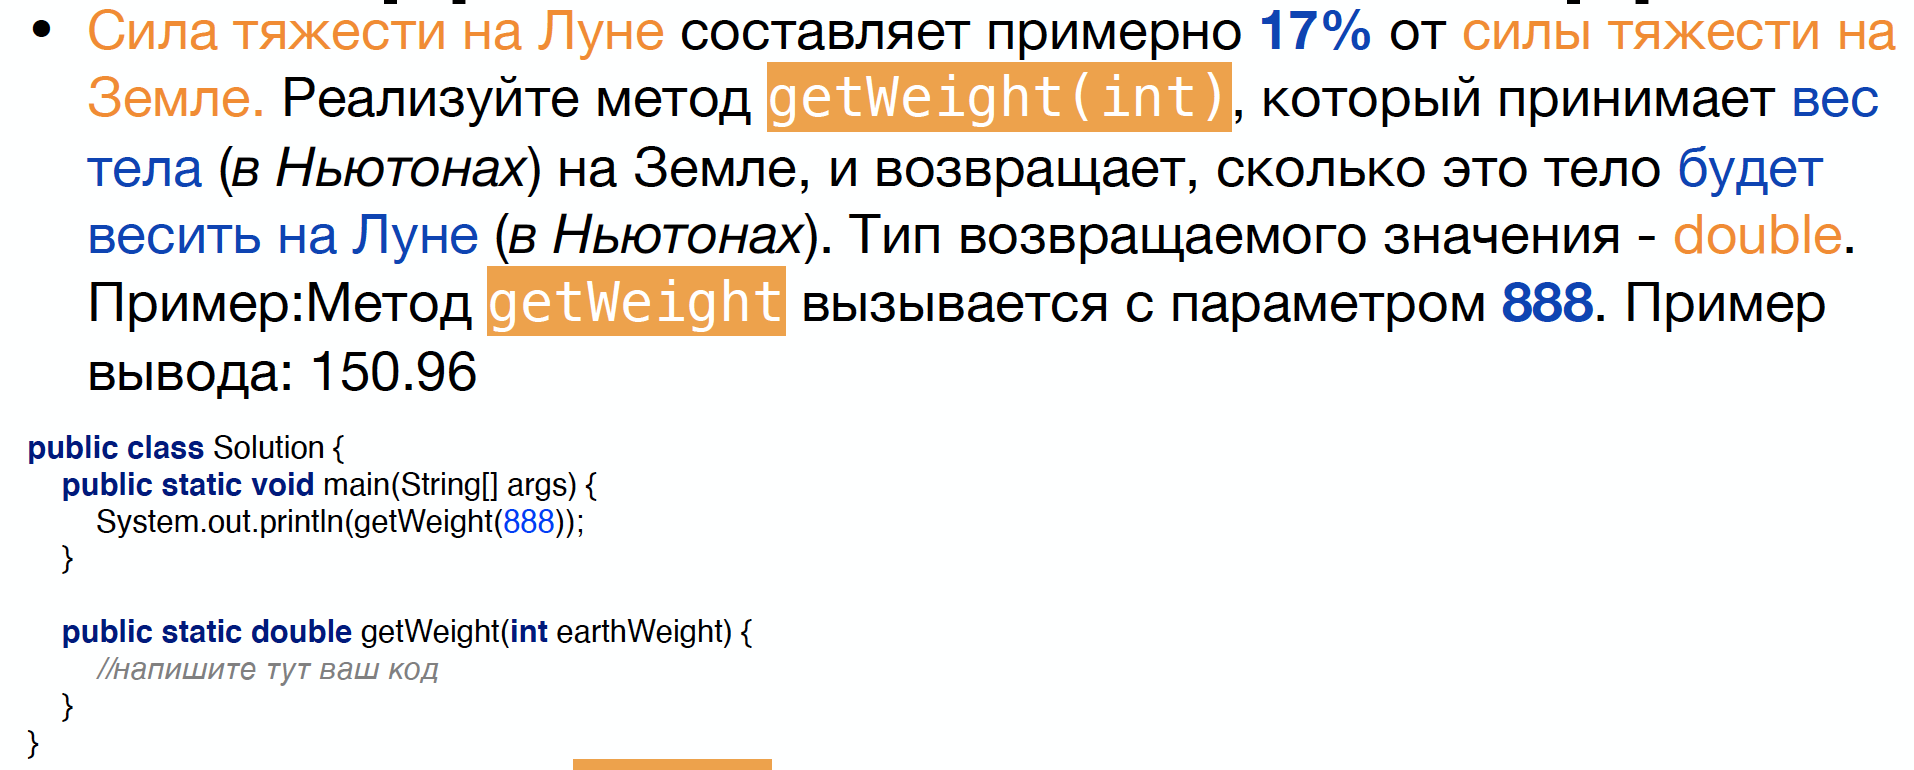 • Сила тяжести на Луне составляет примерно 17% от силы тяжести на
Земле. Реализуйте метод getWeight(int), который принимает вес
тела (в Ньютонах) на Земле, и возвращает, сколько это тело будет
весить на Луне (в Ньютонах). Тип возвращаемого значения - double.
Пример:Метод getWeight вызывается с параметром 888. Пример
вывода: 150.96
public class Solution {
public static void main(String[] args) {
System.out.println(getWeight(888));
}
public static double getWeight(int earthWeight) {
//напишите тут ваш код
}
}